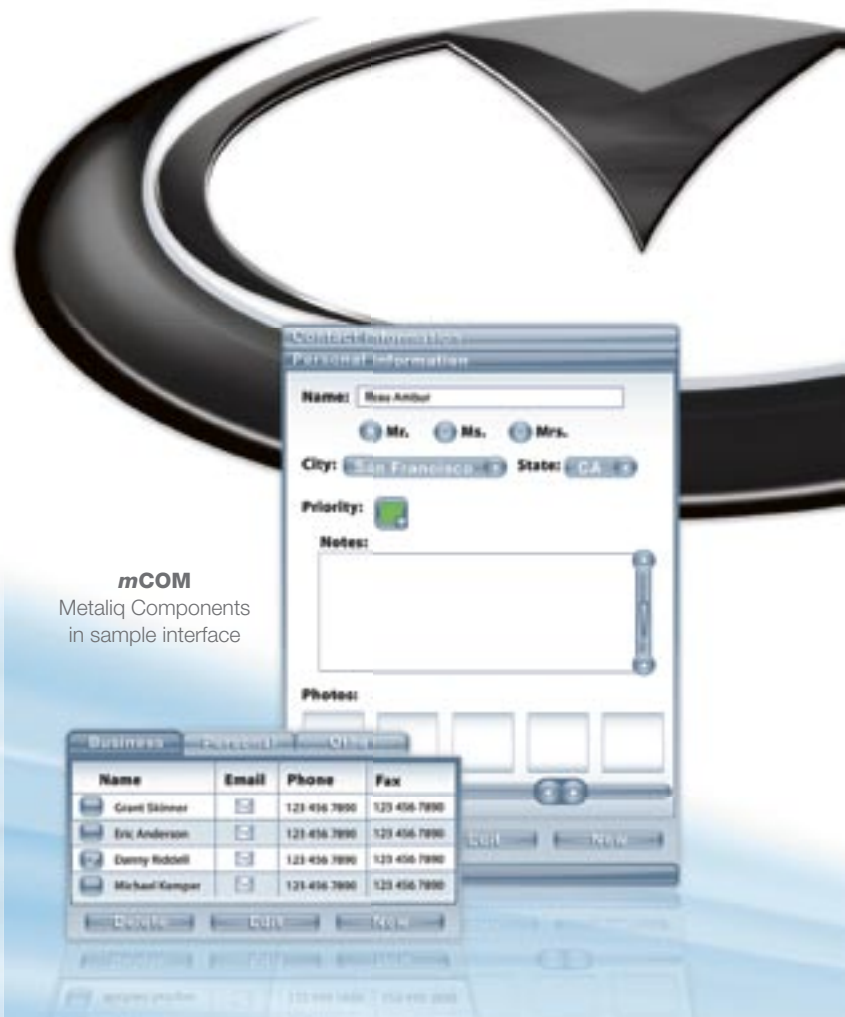 Contact Information
Personal Information
Name:
Mr. Ms. Mrs.
City: San Francisco State: CA
Priority:
Notes:
mCOM
Metaliq Components
in sample interface
Photos:
Business Personal
Name Email Phone Fax
Grant Skinner 123 456 7890 123 456 7890
Eric Anderson 123 456 7890 123 456 7890
Danny Riddell 123 456 7890 123 456 7890
Michael Kemper 123 456 7890 123 456 7890
Edit New
Delete Edit New